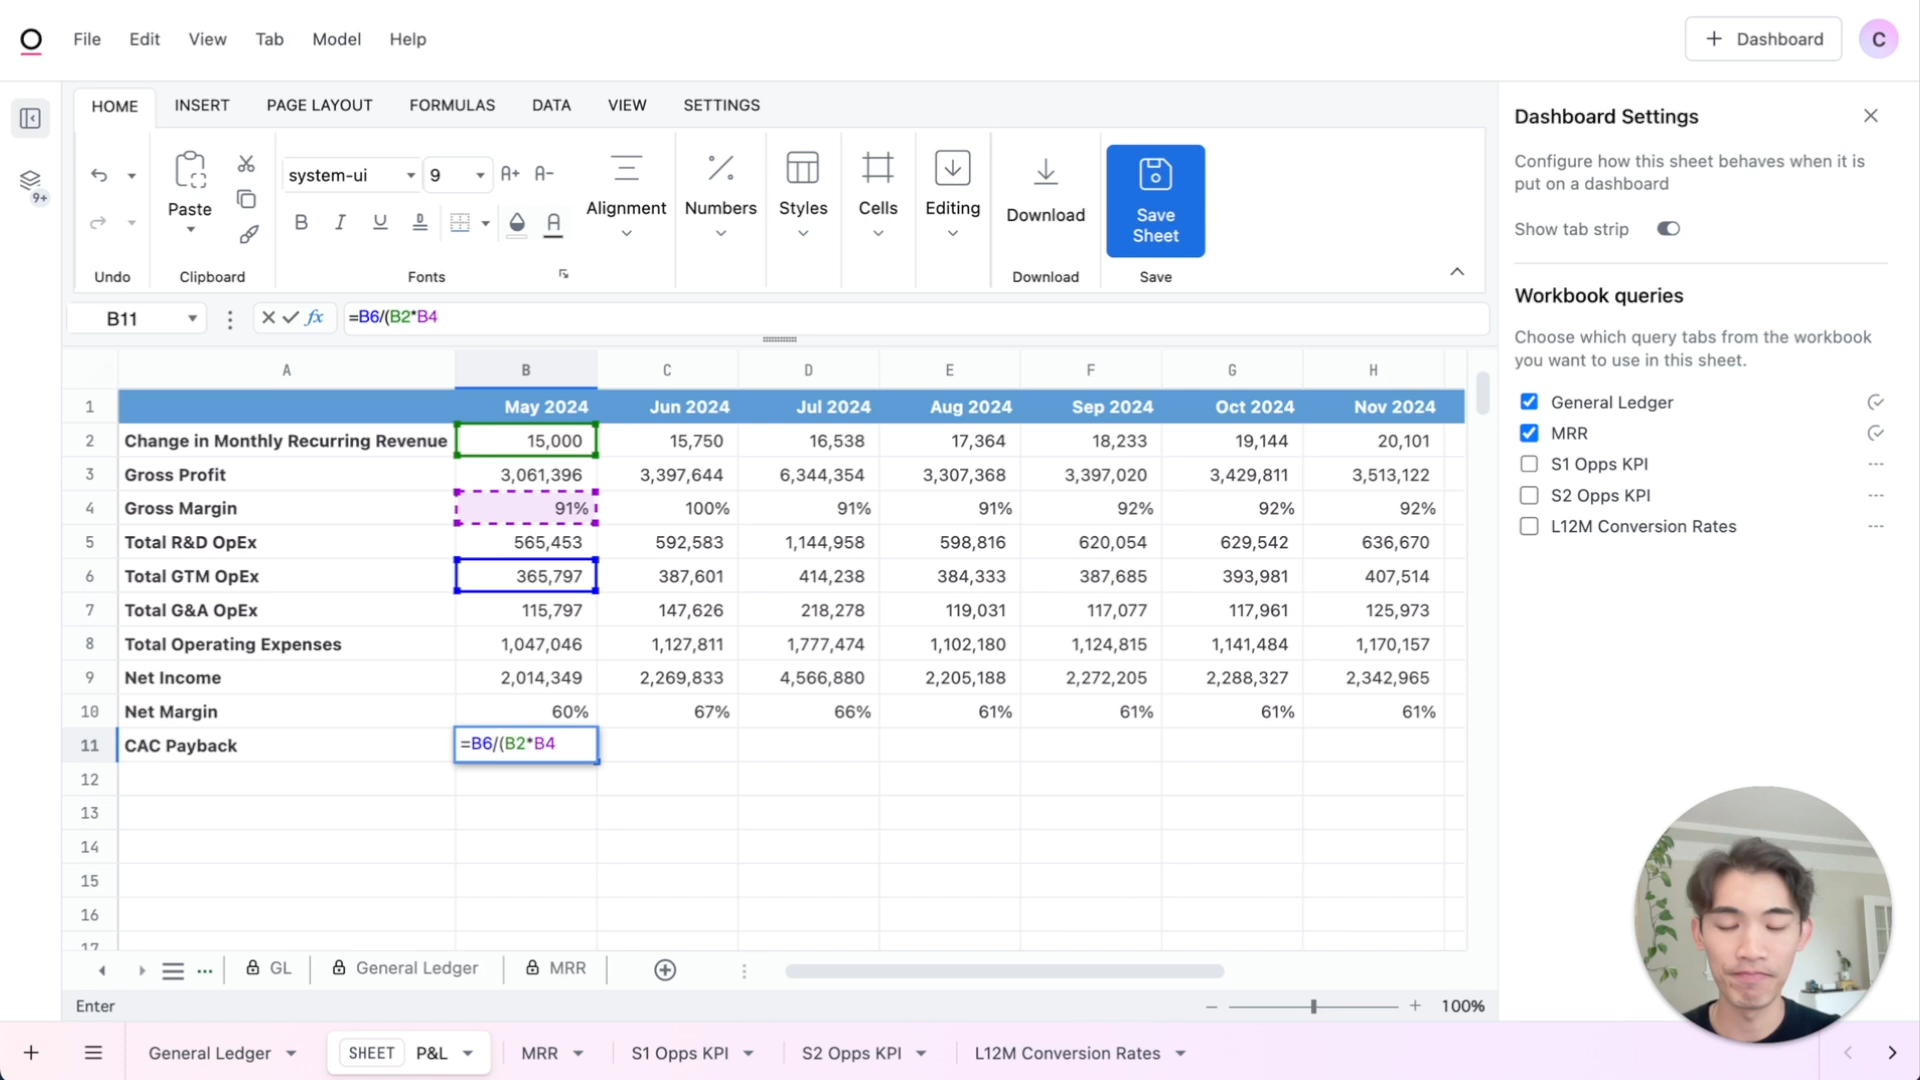 File Edit View Tab Model Help
+ Dashboard C
HOME INSERT PAGE LAYOUT FORMULAS DATA VIEW SETTINGS
9+
Paste
system-ui 9 A+ A-
B I U D A
Alignment Numbers Styles Cells Editing
Download
Save
Sheet
Undo Clipboard Fonts Download Save
B11 fx =B6/(B2*B4
A B C D E F G H
1 May 2024 Jun 2024 Jul 2024 Aug 2024 Sep 2024 Oct 2024 Nov 2024
2 Change in Monthly Recurring Revenue 15,000 15,750 16,538 17,364 18,233 19,144 20,101
3 Gross Profit 3,061,396 3,397,644 6,344,354 3,307,368 3,397,020 3,429,811 3,513,122
4 Gross Margin 91% 100% 91% 91% 92% 92% 92%
5 Total R&D OpEx 565,453 592,583 1,144,958 598,816 620,054 629,542 636,670
6 Total GTM OpEx 365,797 387,601 414,238 384,333 387,685 393,981 407,514
7 Total G&A OpEx 115,797 147,626 218,278 119,031 117,077 117,961 125,973
8 Total Operating Expenses 1,047,046 1,127,811 1,777,474 1,102,180 1,124,815 1,141,484 1,170,157
9 Net Income 2,014,349 2,269,833 4,566,880 2,205,188 2,272,205 2,288,327 2,342,965
10 Net Margin 60% 67% 66% 61% 61% 61% 61%
11 CAC Payback =B6/(B2*B4
12
13
14
15
16
17
GL General Ledger MRR
Enter
100%
Dashboard Settings
Configure how this sheet behaves when it is
put on a dashboard
Show tab strip
Workbook queries
Choose which query tabs from the workbook
you want to use in this sheet.
General Ledger
MRR
S1 Opps KPI
S2 Opps KPI
L12M Conversion Rates
General Ledger SHEET P&L MRR S1 Opps KPI S2 Opps KPI L12M Conversion Rates